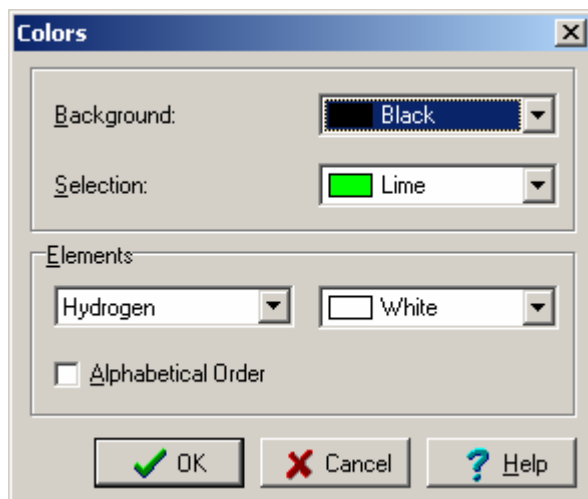 Colors
Background: Black
Selection: Lime
Elements
Hydrogen White
Alphabetical Order
OK Cancel Help